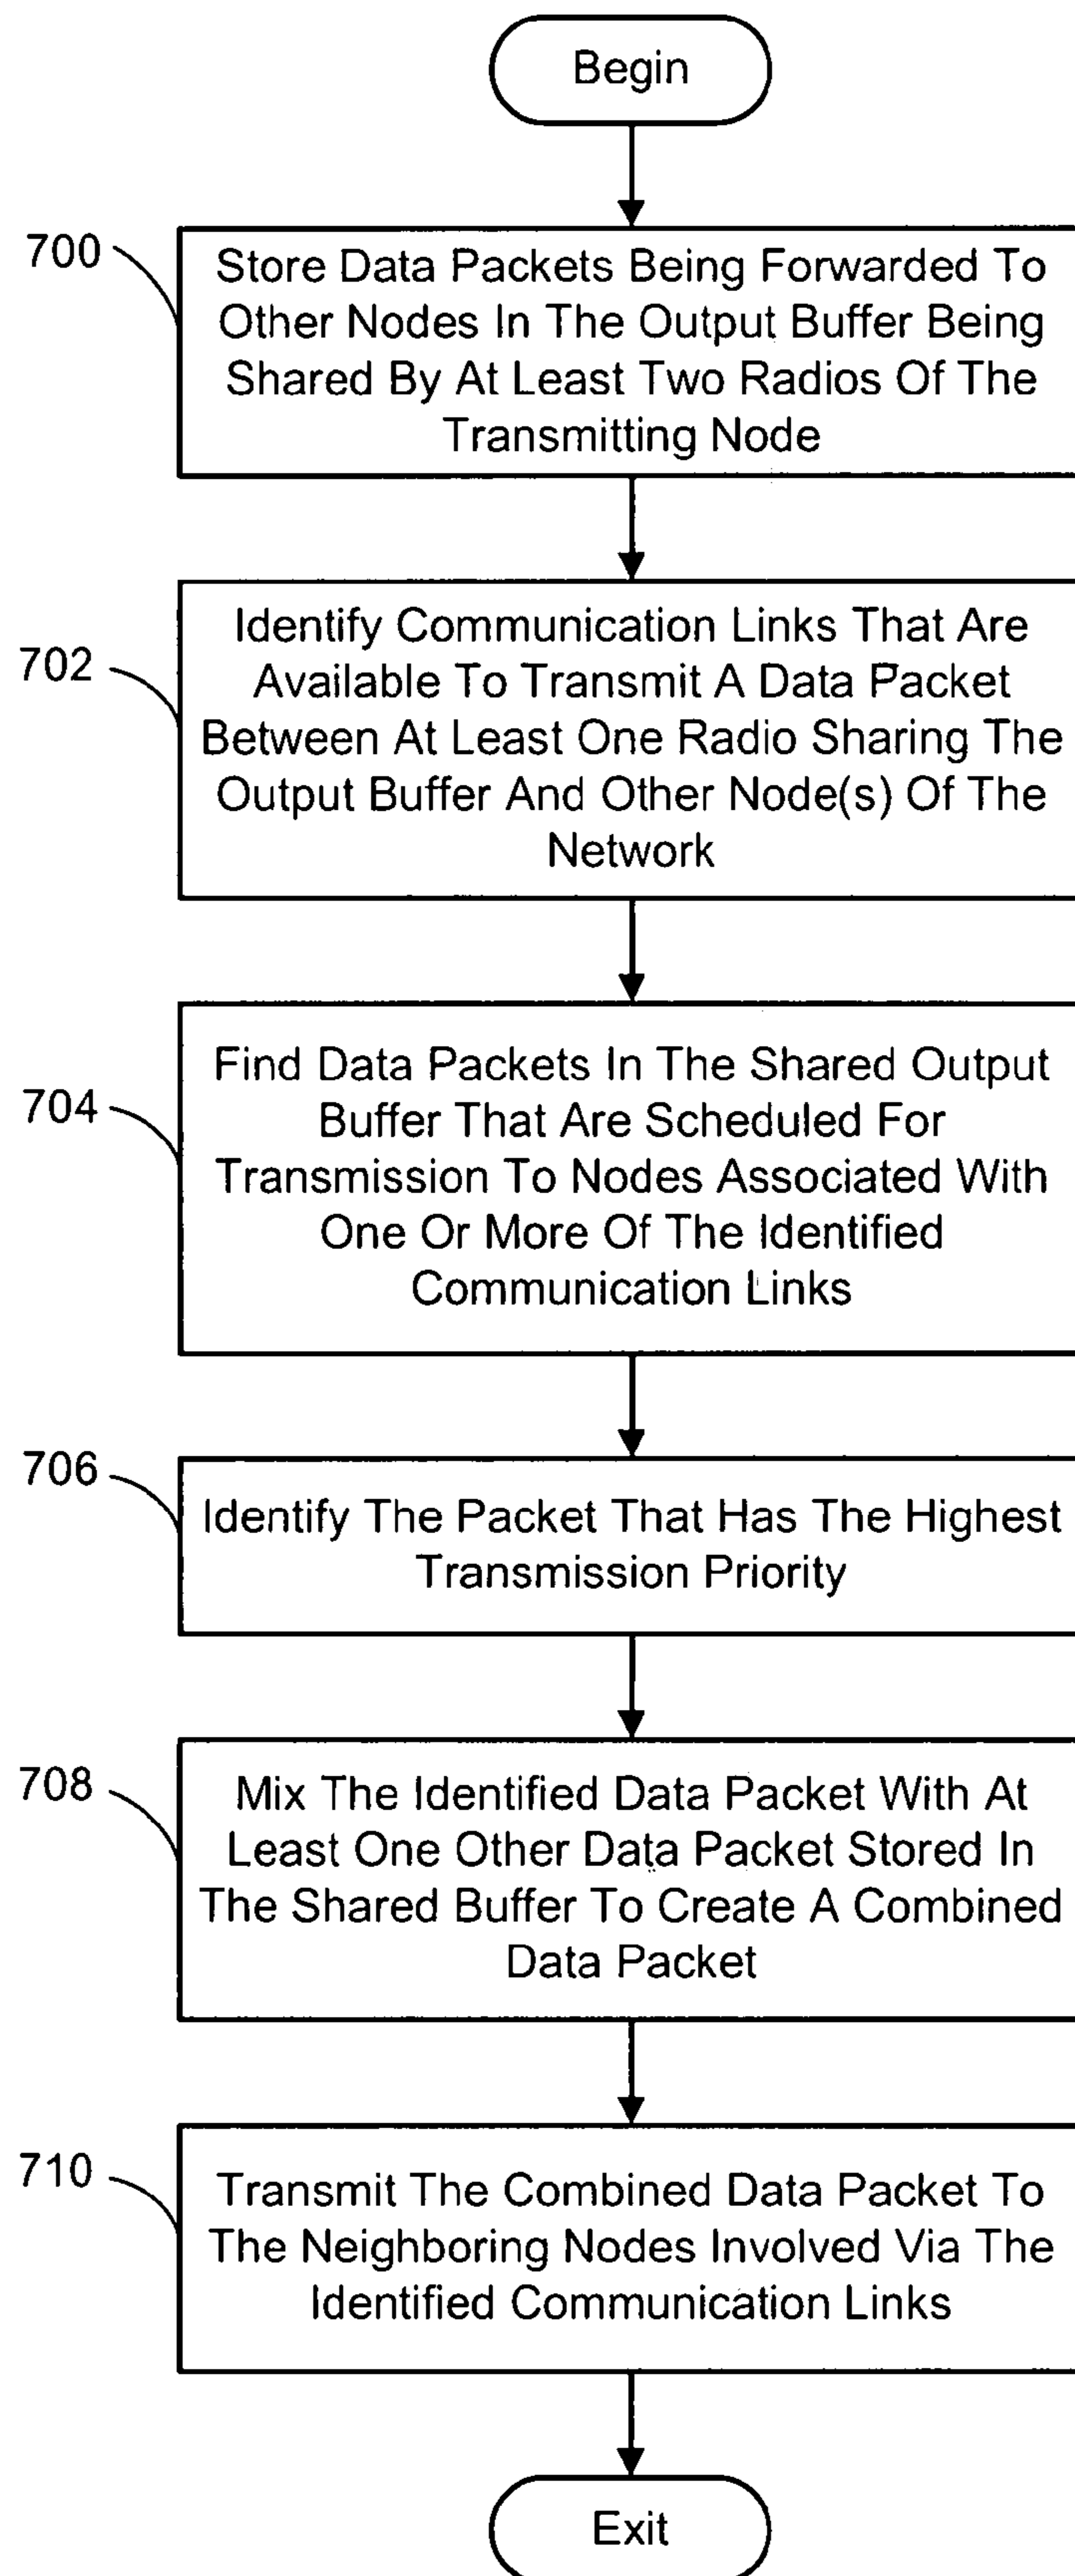 Begin
700
Store Data Packets Being Forwarded To
Other Nodes In The Output Buffer Being
Shared By At Least Two Radios Of The
Transmitting Node
702
Identify Communication Links That Are
Available To Transmit A Data Packet
Between At Least One Radio Sharing The
Output Buffer And Other Node(s) Of The
Network
704
Find Data Packets In The Shared Output
Buffer That Are Scheduled For
Transmission To Nodes Associated With
One Or More Of The Identified
Communication Links
706
Identify The Packet That Has The Highest
Transmission Priority
708
Mix The Identified Data Packet With At
Least One Other Data Packet Stored In
The Shared Buffer To Create A Combined
Data Packet
710
Transmit The Combined Data Packet To
The Neighboring Nodes Involved Via The
Identified Communication Links
Exit